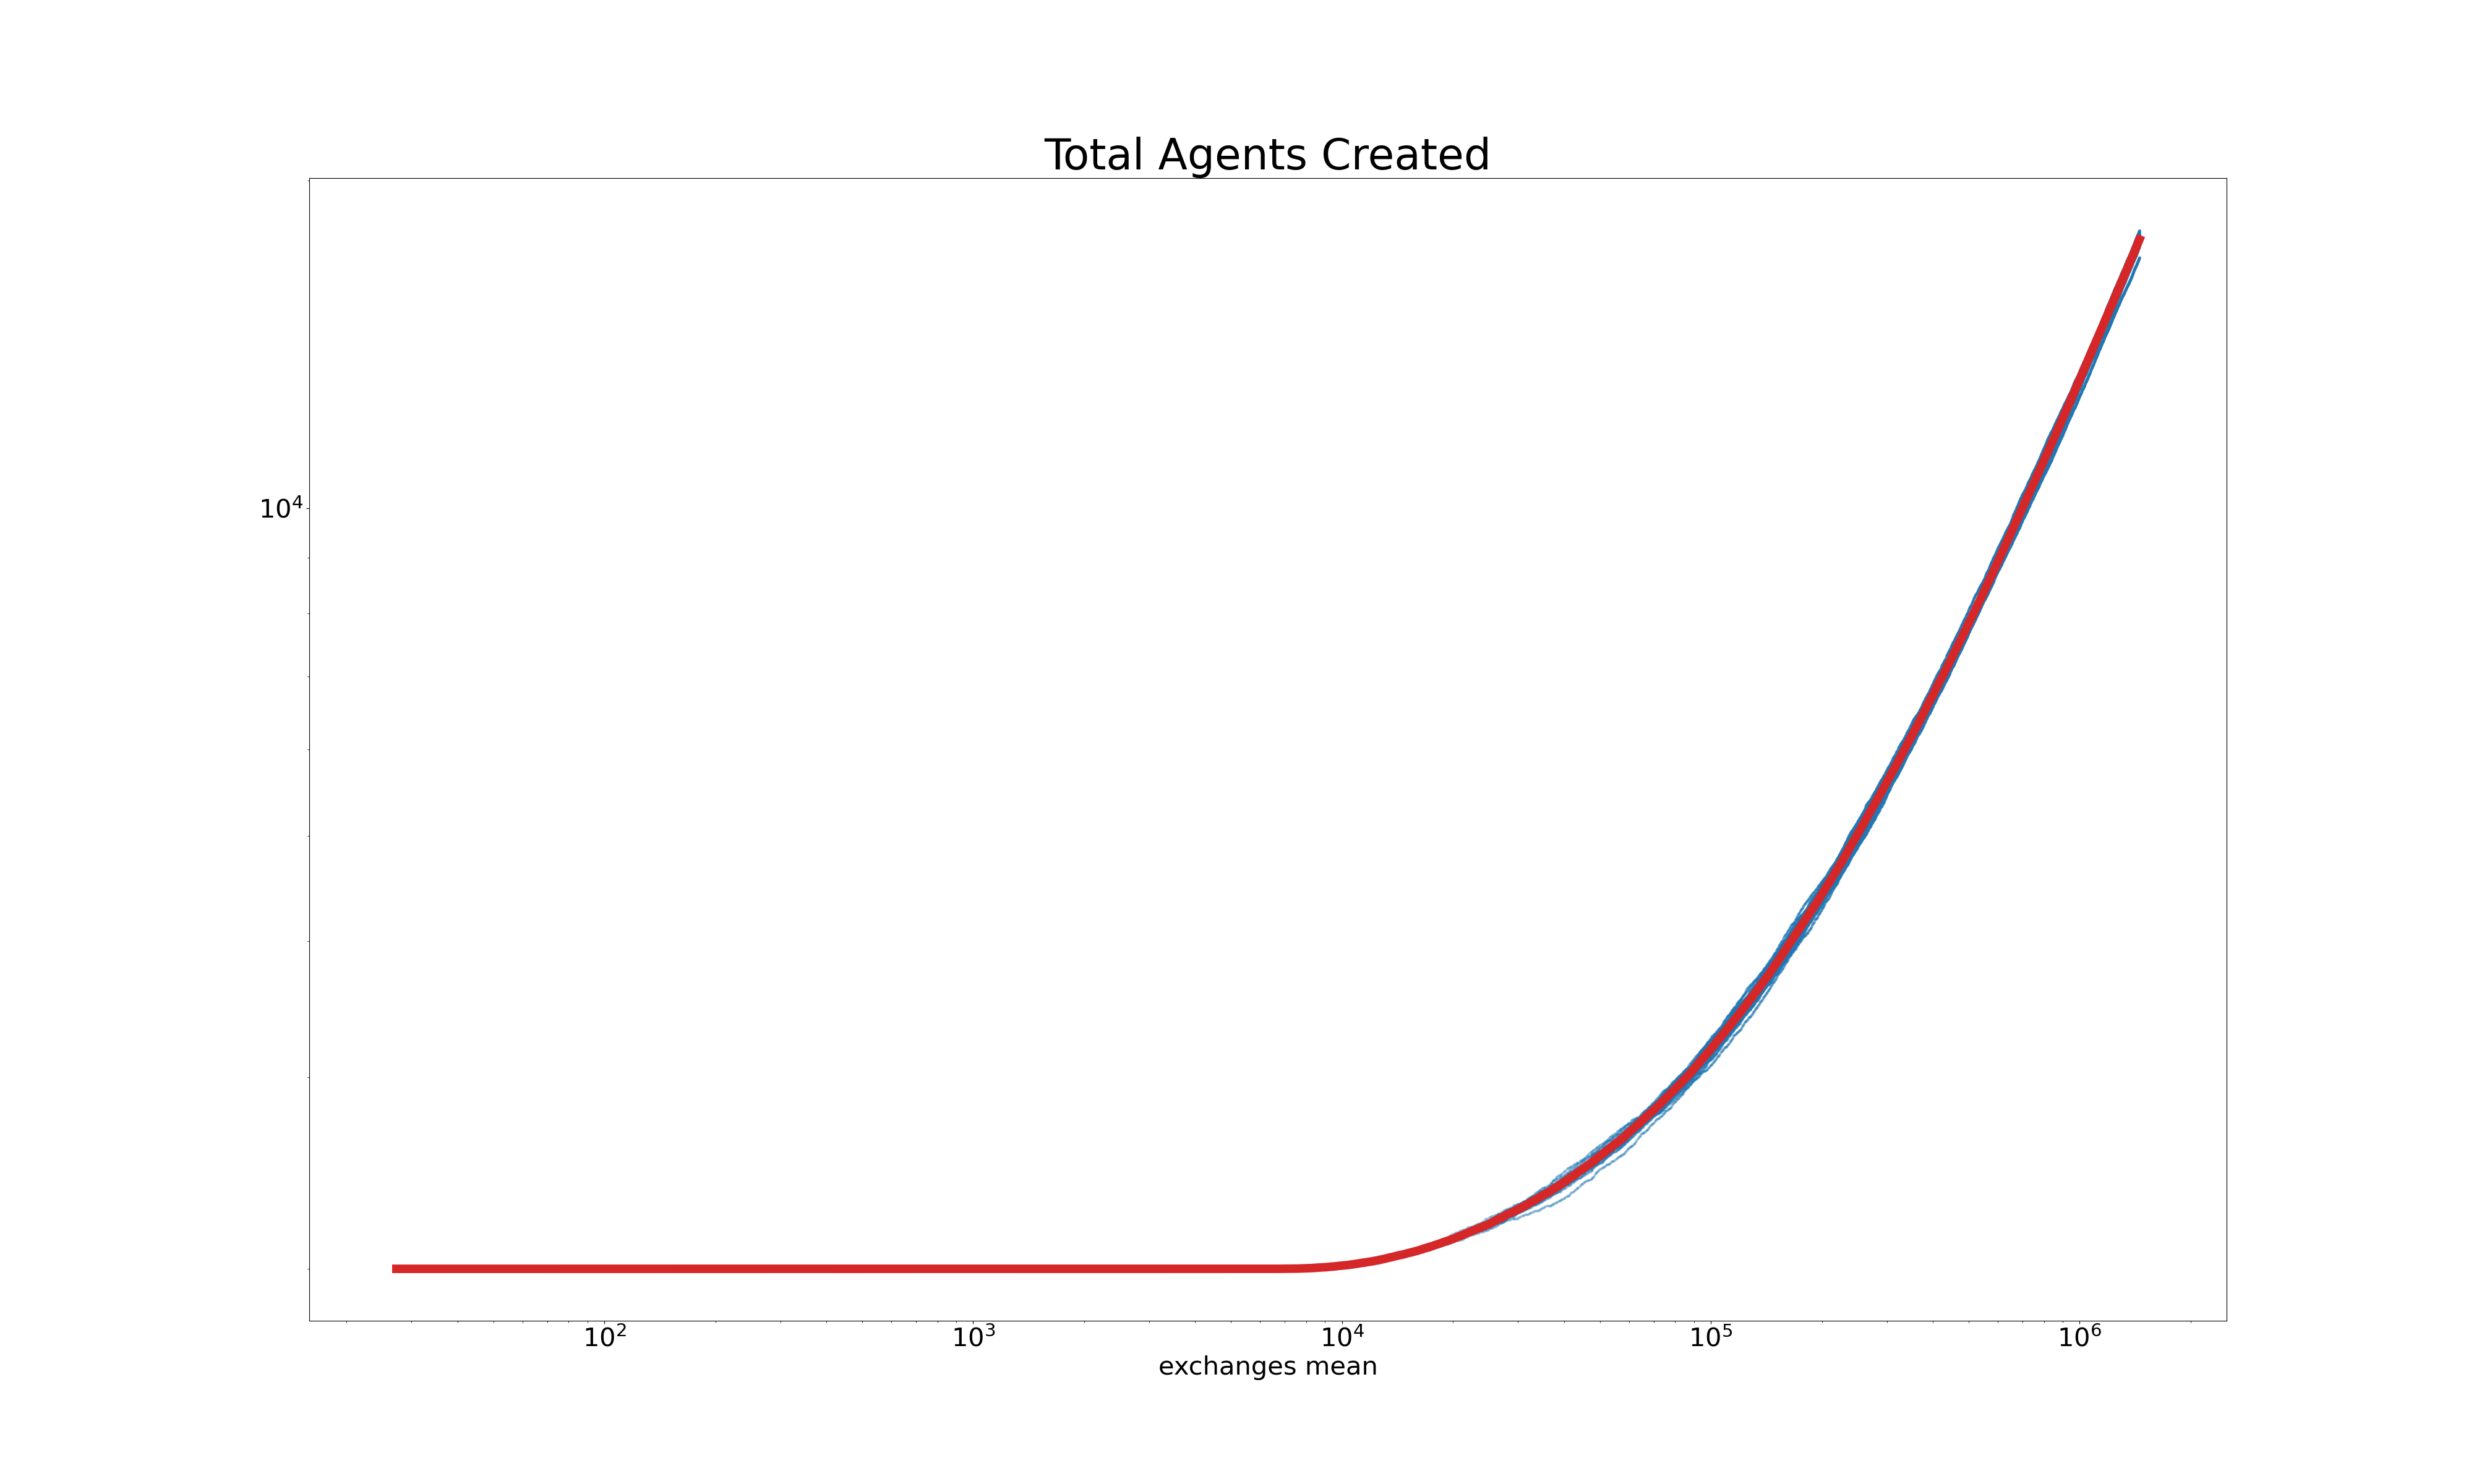 Total Agents Created
10⁴
10² 10³ 10⁴ 10⁵ 10⁶
exchanges mean